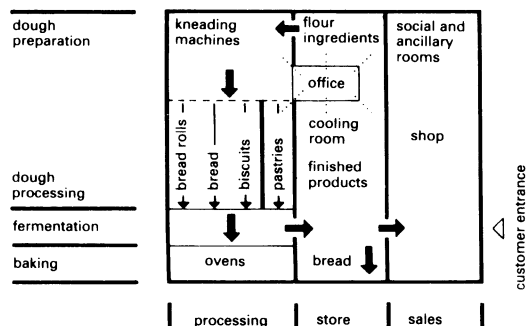 dough
preparation
kneading
machines
flour
ingredients
social and
ancillary
rooms
office
bread rolls
bread
biscuits
pastries
cooling
room
finished
products
shop
dough
processing
fermentation
baking
ovens
bread
customer entrance
processing
store
sales